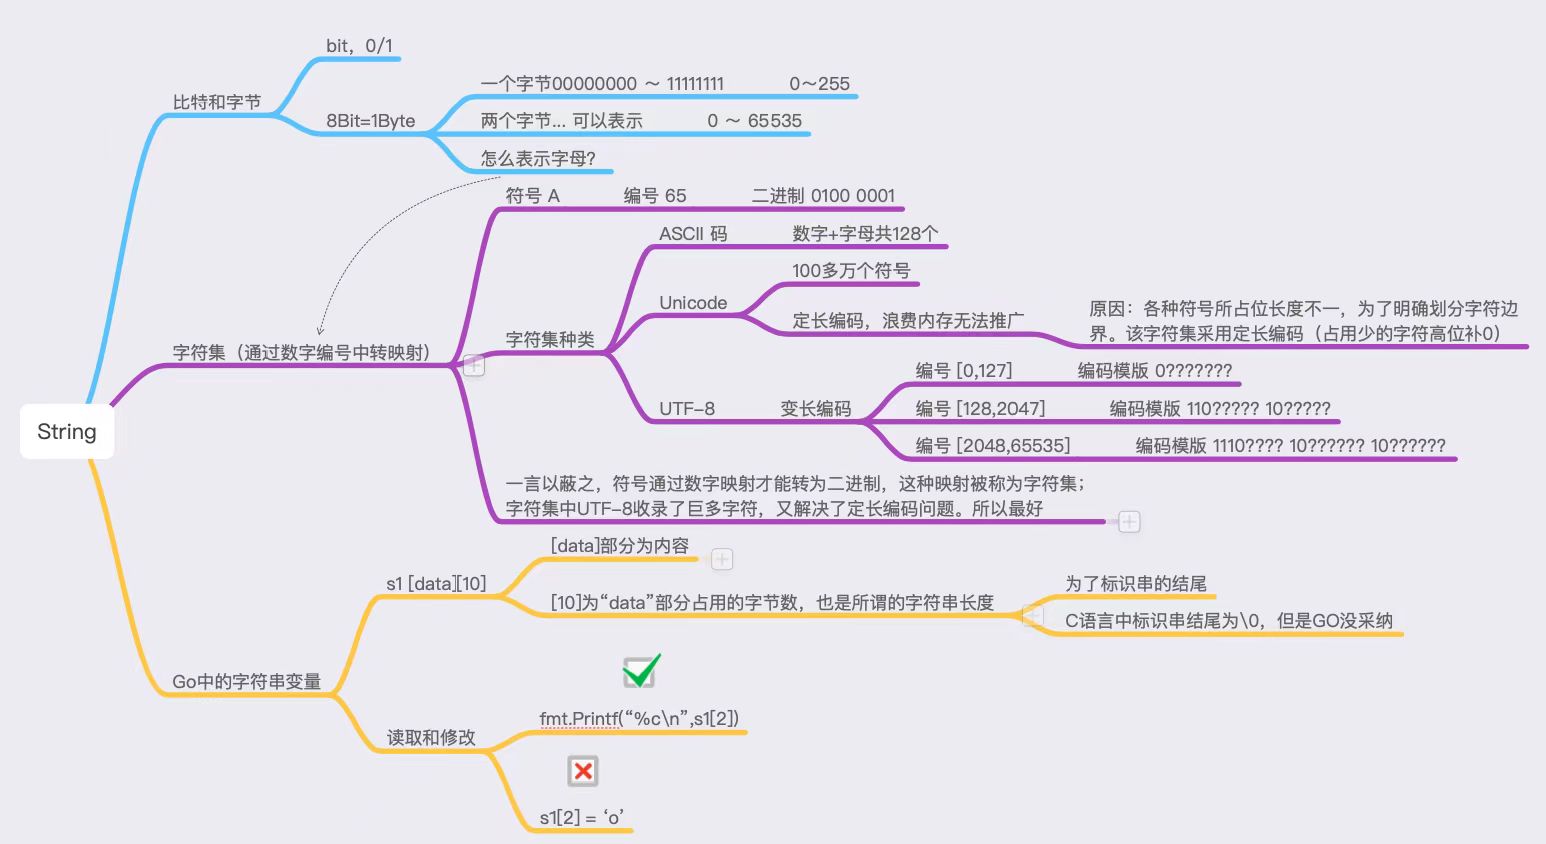 bit，0/1
一个字节00000000 ～ 11111111 0～255
比特和字节
8Bit=1Byte
两个字节... 可以表示 0 ～ 65535
怎么表示字母？
符号 A 编号 65 二进制 0100 0001
ASCII 码 数字+字母共128个
100多万个符号
Unicode
定长编码，浪费内存无法推广
原因：各种符号所占位长度不一，为了明确划分字符边
界。该字符集采用定长编码（占用少的字符高位补0）
字符集种类
字符集（通过数字编号中转映射）
编号 [0,127] 编码模版 0???????
UTF-8 变长编码
编号 [128,2047] 编码模版 110????? 10?????
编号 [2048,65535] 编码模版 1110???? 10?????? 10??????
String
一言以蔽之，符号通过数字映射才能转为二进制，这种映射被称为字符集；
字符集中UTF-8收录了巨多字符，又解决了定长编码问题。所以最好
[data]部分为内容
s1 [data][10]
[10]为“data”部分占用的字节数，也是所谓的字符串长度
为了标识串的结尾
C语言中标识串结尾为\0，但是GO没采纳
Go中的字符串变量
fmt.Printf(“%c\n”,s1[2])
读取和修改
s1[2] = ‘o’